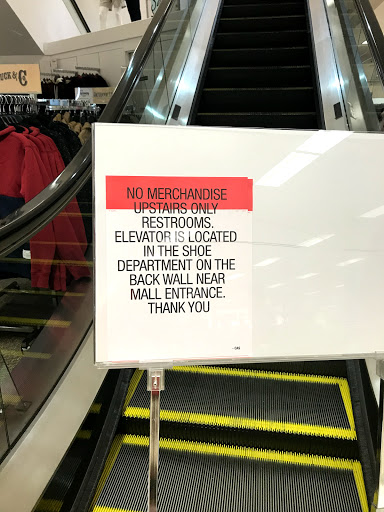 UCK & C
NO MERCHANDISE
UPSTAIRS ONLY
RESTROOMS.
ELEVATOR IS LOCATED
IN THE SHOE
DEPARTMENT ON THE
BACK WALL NEAR
MALL ENTRANCE.
THANK YOU